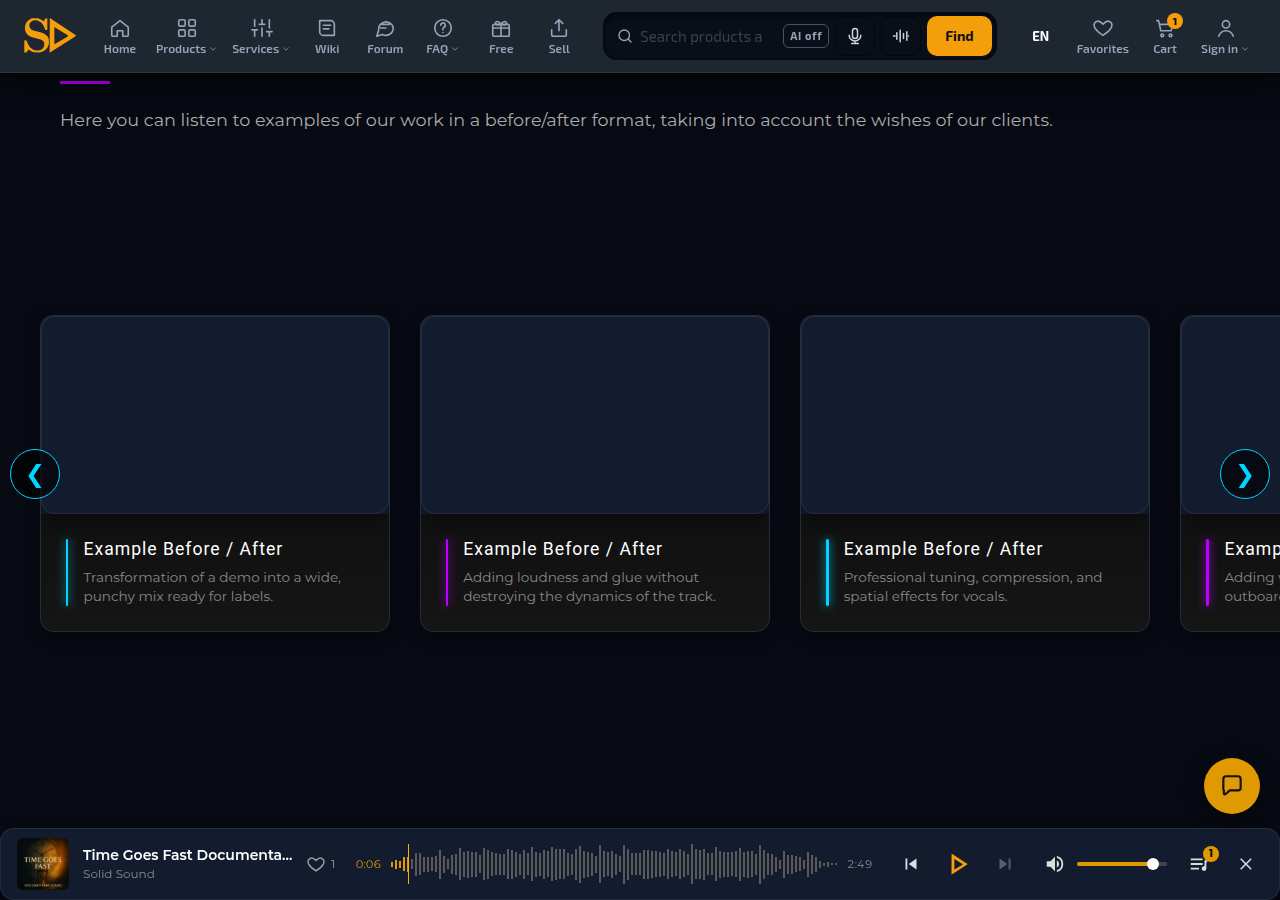 SD
Home
Products
Services
Wiki
Forum
FAQ
Free
Sell
Search products a
AI off
Find
EN
Favorites
1
Cart
Sign in
Here you can listen to examples of our work in a before/after format, taking into account the wishes of our clients.
❮
❯
Example Before / After
Transformation of a demo into a wide,
punchy mix ready for labels.
Example Before / After
Adding loudness and glue without
destroying the dynamics of the track.
Example Before / After
Professional tuning, compression, and
spatial effects for vocals.
Examp
Adding
outboar
TIME GOES
FAST
Time Goes Fast Documenta...
Solid Sound
1
0:06
2:49
1